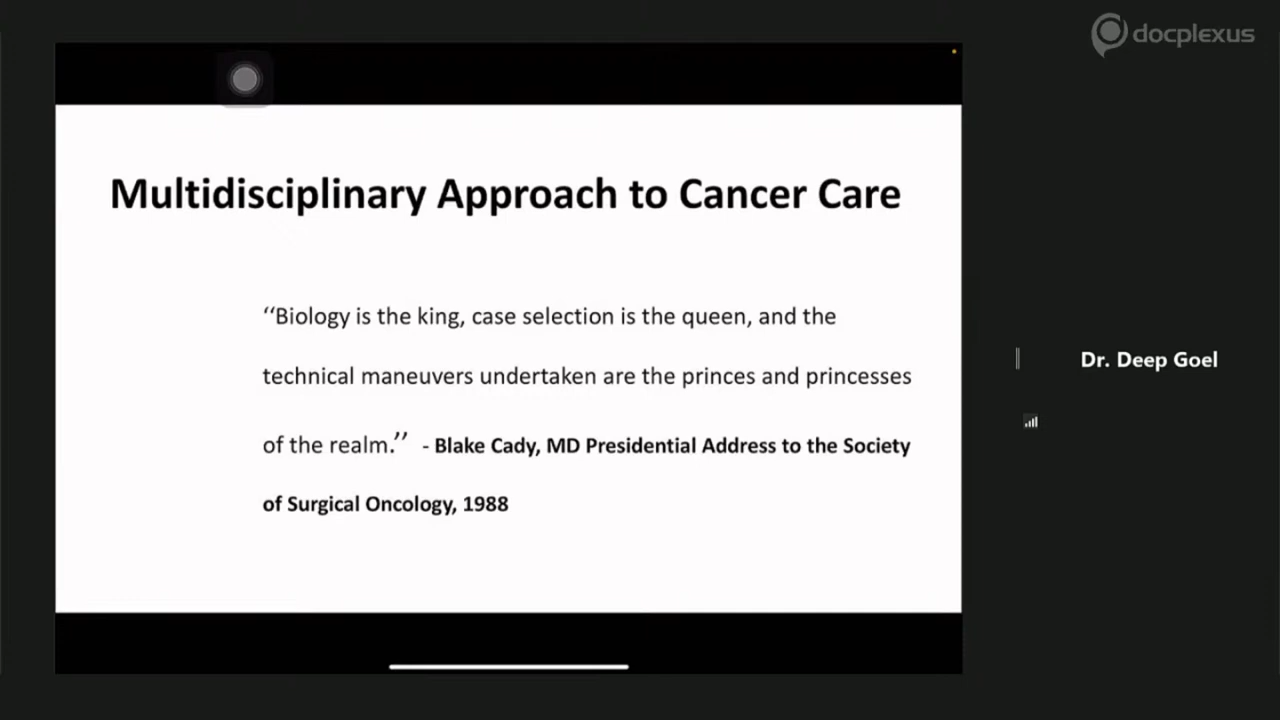 docplexus
Multidisciplinary Approach to Cancer Care
‘‘Biology is the king, case selection is the queen, and the
technical maneuvers undertaken are the princes and princesses
of the realm.’’ - Blake Cady, MD Presidential Address to the Society
of Surgical Oncology, 1988
Dr. Deep Goel